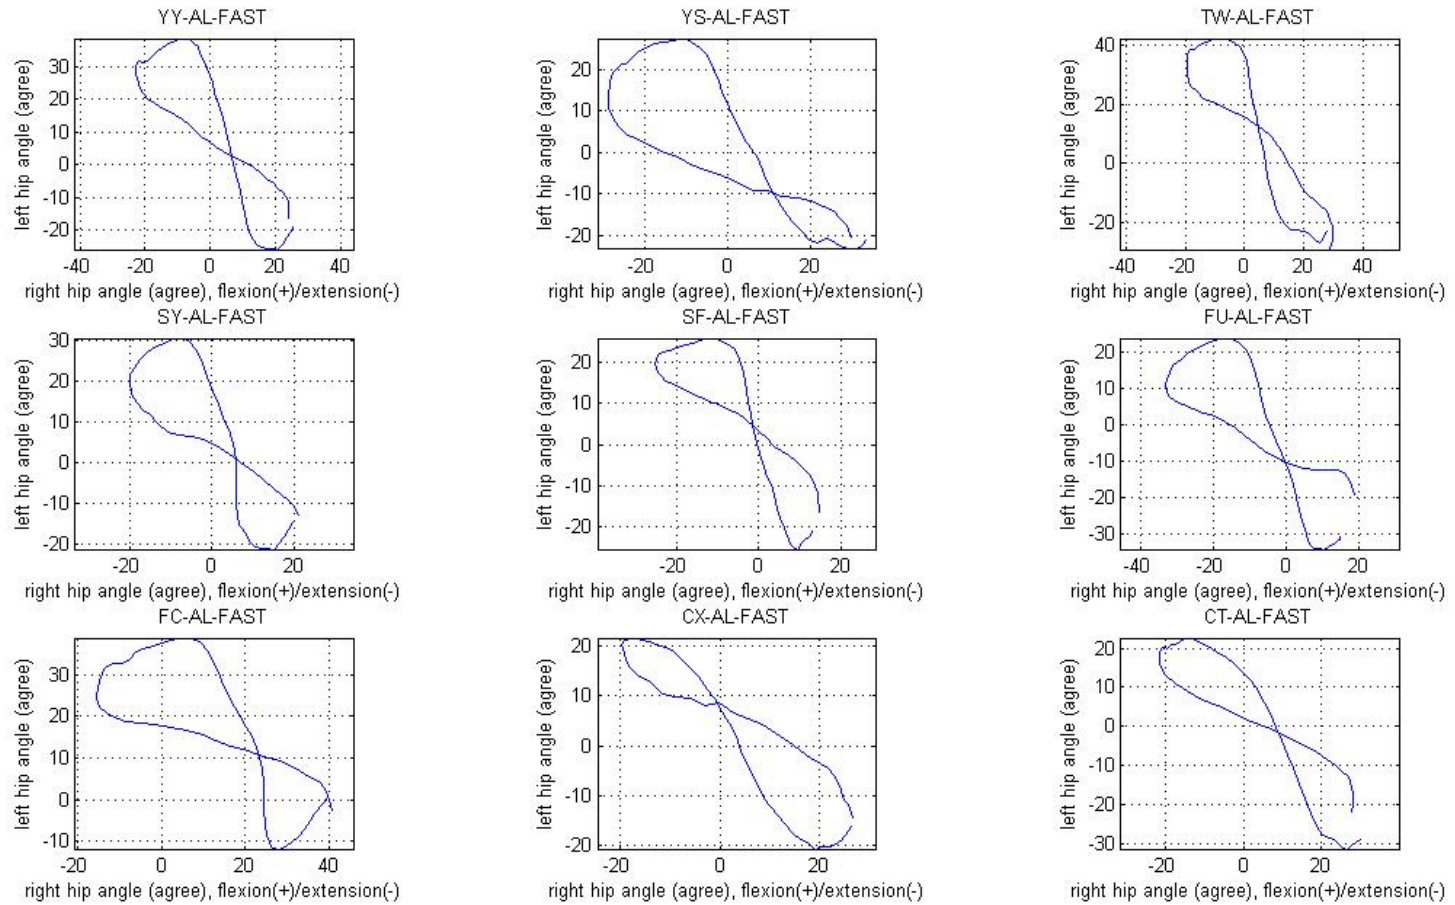 YY-AL-FAST
30
20
10
0
-10
-20
left hip angle (agree)
-40 -20 0 20 40
right hip angle (agree), flexion(+)/extension(-)
YS-AL-FAST
20
10
0
-10
-20
left hip angle (agree)
-20 0 20
right hip angle (agree), flexion(+)/extension(-)
TW-AL-FAST
40
20
0
-20
left hip angle (agree)
-40 -20 0 20 40
right hip angle (agree), flexion(+)/extension(-)
SY-AL-FAST
30
20
10
0
-10
-20
left hip angle (agree)
-20 0 20
right hip angle (agree), flexion(+)/extension(-)
SF-AL-FAST
20
10
0
-10
-20
left hip angle (agree)
-20 0 20
right hip angle (agree), flexion(+)/extension(-)
FU-AL-FAST
20
10
0
-10
-20
-30
left hip angle (agree)
-40 -20 0 20
right hip angle (agree), flexion(+)/extension(-)
FC-AL-FAST
30
20
10
0
-10
left hip angle (agree)
-20 0 20 40
right hip angle (agree), flexion(+)/extension(-)
CX-AL-FAST
20
10
0
-10
-20
left hip angle (agree)
-20 0 20
right hip angle (agree), flexion(+)/extension(-)
CT-AL-FAST
20
10
0
-10
-20
-30
left hip angle (agree)
-20 0 20
right hip angle (agree), flexion(+)/extension(-)